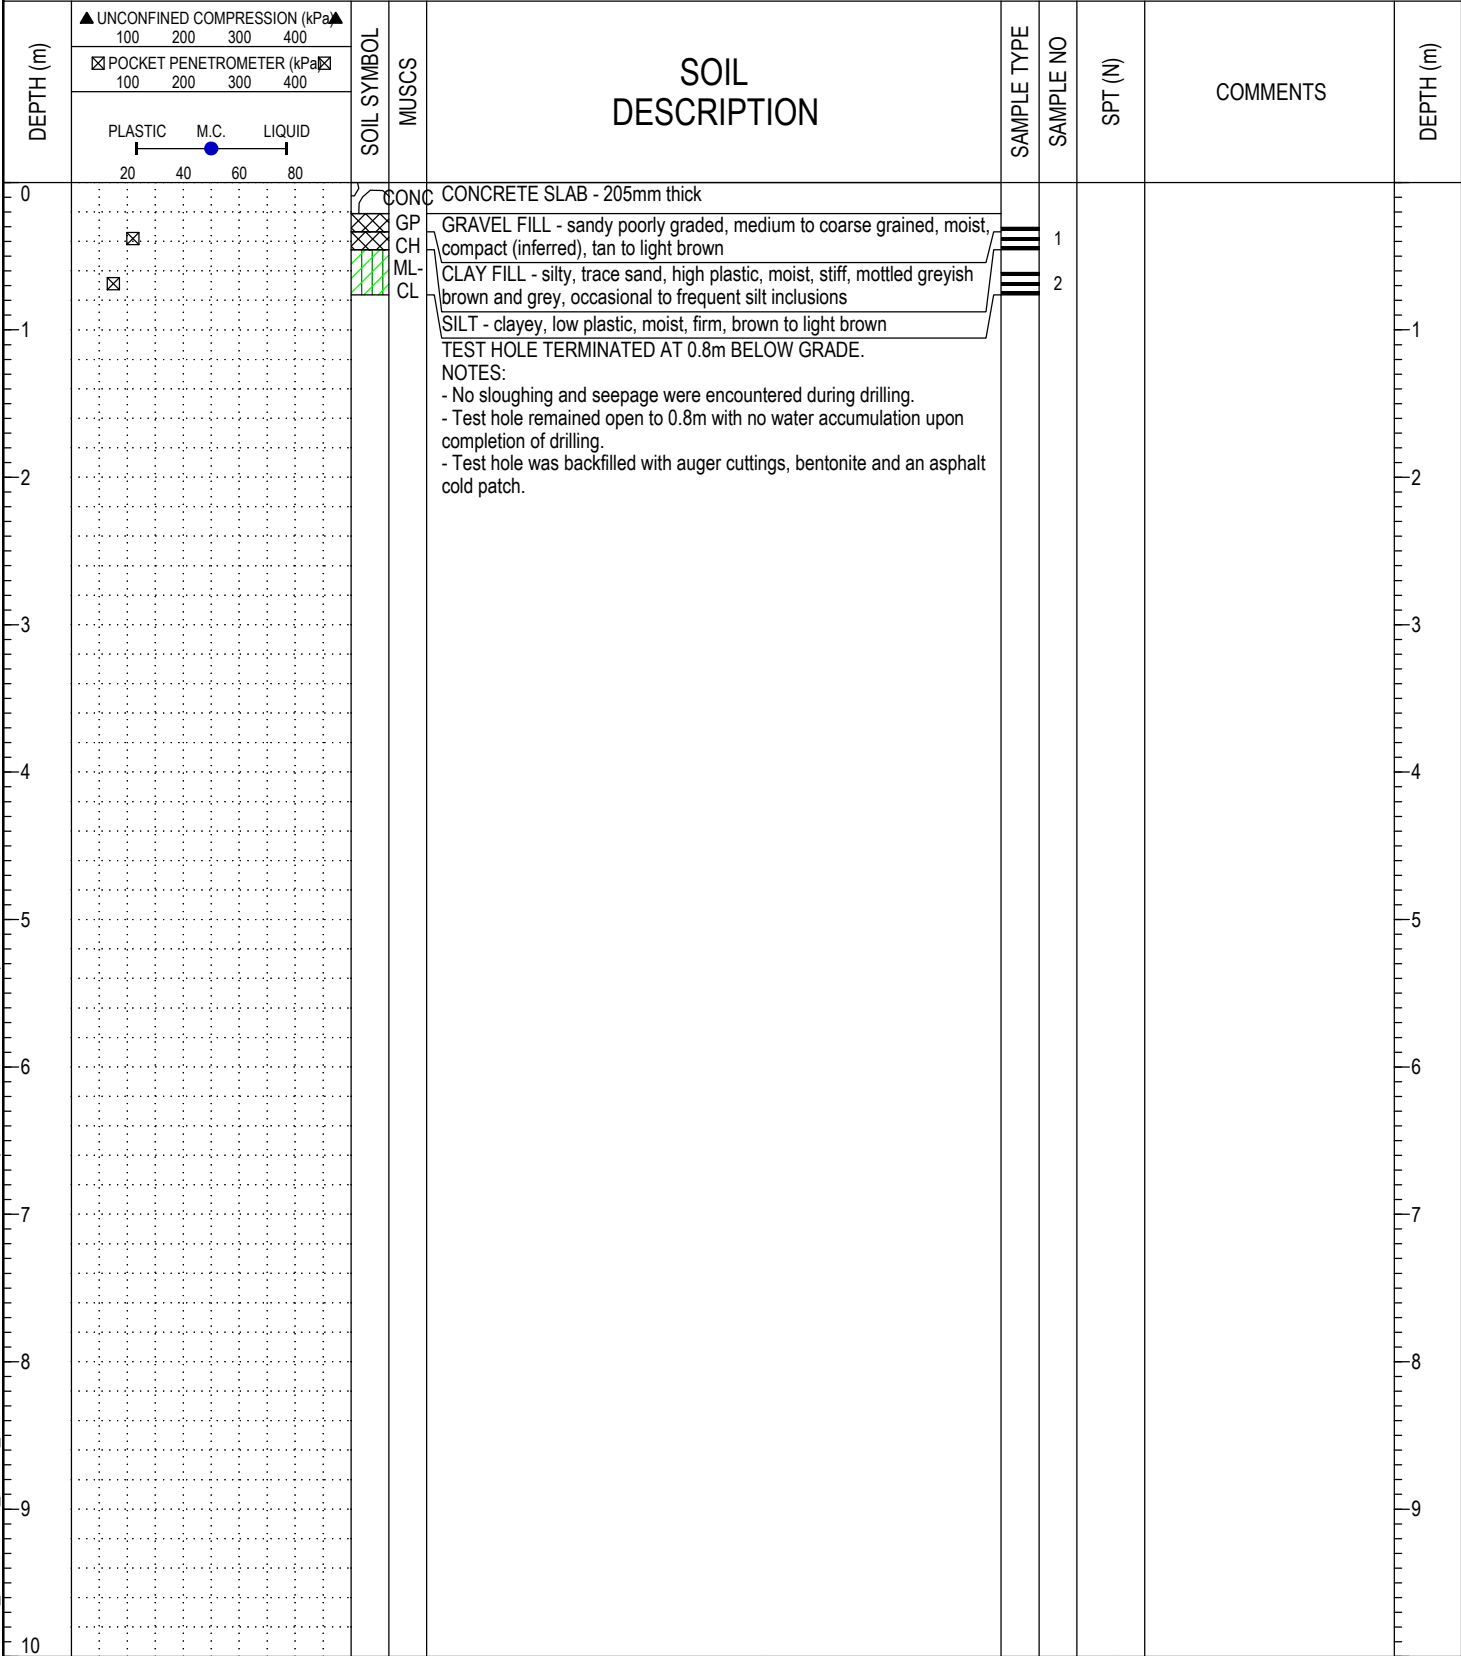 DEPTH (m)
▲ UNCONFINED COMPRESSION (kPa)▲
100 200 300 400
☒ POCKET PENETROMETER (kPa)☒
100 200 300 400
PLASTIC M.C. LIQUID
20 40 60 80
SOIL SYMBOL
MUSCS
SOIL
DESCRIPTION
SAMPLE TYPE
SAMPLE NO
SPT (N)
COMMENTS
DEPTH (m)
0
CONC CONCRETE SLAB - 205mm thick
GP GRAVEL FILL - sandy poorly graded, medium to coarse grained, moist,
compact (inferred), tan to light brown
CH
1
ML-
CL
CLAY FILL - silty, trace sand, high plastic, moist, stiff, mottled greyish
brown and grey, occasional to frequent silt inclusions
2
SILT - clayey, low plastic, moist, firm, brown to light brown
1 1
TEST HOLE TERMINATED AT 0.8m BELOW GRADE.
NOTES:
- No sloughing and seepage were encountered during drilling.
- Test hole remained open to 0.8m with no water accumulation upon
completion of drilling.
- Test hole was backfilled with auger cuttings, bentonite and an asphalt
cold patch.
2 2
3 3
4 4
5 5
6 6
7 7
8 8
9 9
10